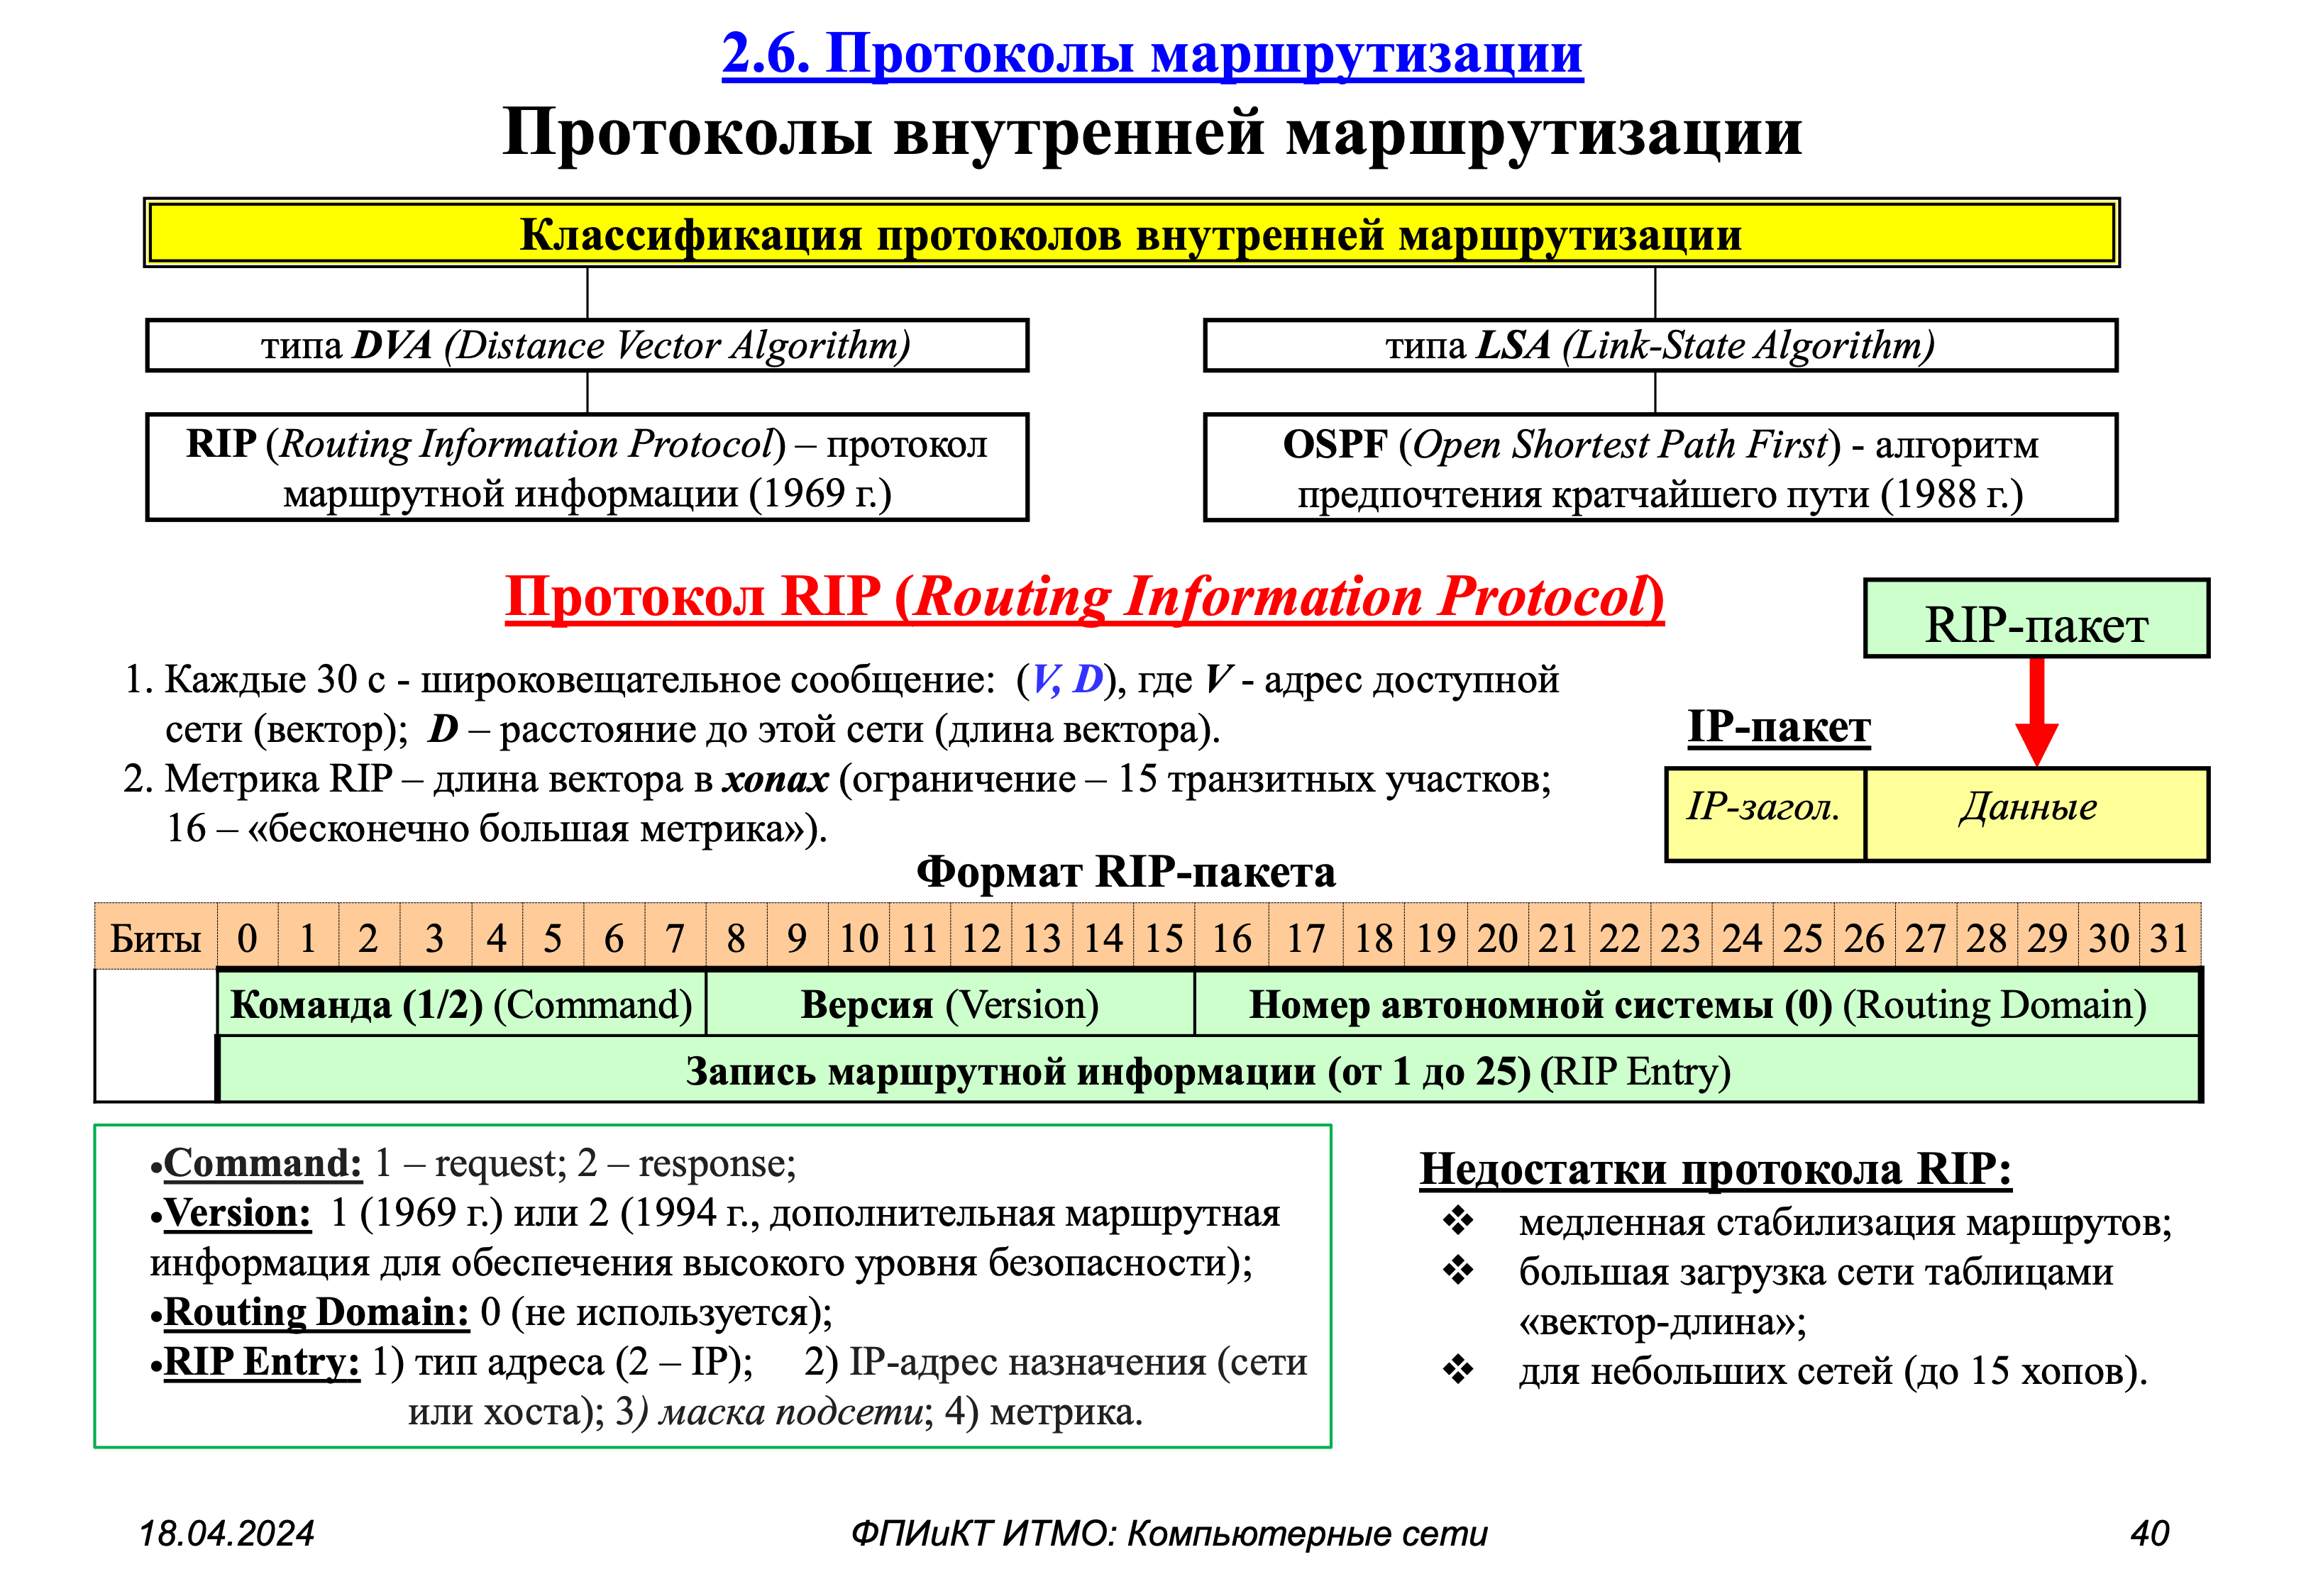 2.6. Протоколы маршрутизации
Протоколы внутренней маршрутизации
Классификация протоколов внутренней маршрутизации
типа DVA (Distance Vector Algorithm)
типа LSA (Link-State Algorithm)
RIP (Routing Information Protocol) – протокол
маршрутной информации (1969 г.)
OSPF (Open Shortest Path First) - алгоритм
предпочтения кратчайшего пути (1988 г.)
Протокол RIP (Routing Information Protocol)
1. Каждые 30 с - широковещательное сообщение: (V, D), где V - адрес доступной
сети (вектор); D – расстояние до этой сети (длина вектора).
2. Метрика RIP – длина вектора в хопах (ограничение – 15 транзитных участков;
16 – «бесконечно большая метрика»).
RIP-пакет
IP-пакет
IP-загол.
Данные
Формат RIP-пакета
Биты 0 1 2 3 4 5 6 7 8 9 10 11 12 13 14 15 16 17 18 19 20 21 22 23 24 25 26 27 28 29 30 31
Команда (1/2) (Command) Версия (Version) Номер автономной системы (0) (Routing Domain)
Запись маршрутной информации (от 1 до 25) (RIP Entry)
•Command: 1 – request; 2 – response;
•Version: 1 (1969 г.) или 2 (1994 г., дополнительная маршрутная
информация для обеспечения высокого уровня безопасности);
•Routing Domain: 0 (не используется);
•RIP Entry: 1) тип адреса (2 – IP); 2) IP-адрес назначения (сети
или хоста); 3) маска подсети; 4) метрика.
Недостатки протокола RIP:
❖ медленная стабилизация маршрутов;
❖ большая загрузка сети таблицами
«вектор-длина»;
❖ для небольших сетей (до 15 хопов).
18.04.2024
ФПИиКТ ИТМО: Компьютерные сети
40